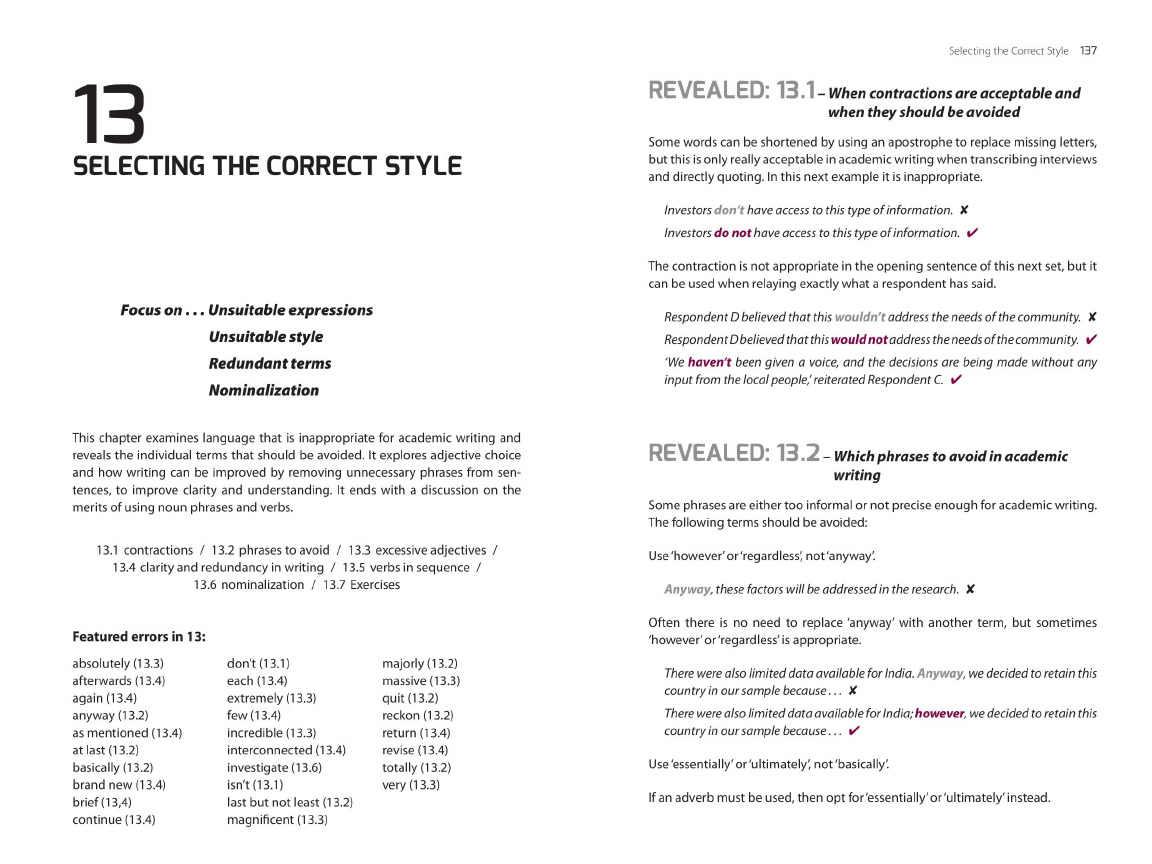 13
SELECTING THE CORRECT STYLE
Focus on . . . Unsuitable expressions
Unsuitable style
Redundant terms
Nominalization
This chapter examines language that is inappropriate for academic writing and
reveals the individual terms that should be avoided. It explores adjective choice
and how writing can be improved by removing unnecessary phrases from sen-
tences, to improve clarity and understanding. It ends with a discussion on the
merits of using noun phrases and verbs.
13.1 contractions / 13.2 phrases to avoid / 13.3 excessive adjectives /
13.4 clarity and redundancy in writing / 13.5 verbs in sequence /
13.6 nominalization / 13.7 Exercises
Featured errors in 13:
absolutely (13.3)
afterwards (13.4)
again (13.4)
anyway (13.2)
as mentioned (13.4)
at last (13.2)
basically (13.2)
brand new (13.4)
brief (13,4)
continue (13.4)
don't (13.1)
each (13.4)
extremely (13.3)
few (13.4)
incredible (13.3)
interconnected (13.4)
investigate (13.6)
isn't (13.1)
last but not least (13.2)
magnificent (13.3)
majorly (13.2)
massive (13.3)
quit (13.2)
reckon (13.2)
return (13.4)
revise (13.4)
totally (13.2)
very (13.3)
Selecting the Correct Style 137
REVEALED: 13.1 – When contractions are acceptable and
when they should be avoided
Some words can be shortened by using an apostrophe to replace missing letters,
but this is only really acceptable in academic writing when transcribing interviews
and directly quoting. In this next example it is inappropriate.
Investors don't have access to this type of information. ✘
Investors do not have access to this type of information. ✔
The contraction is not appropriate in the opening sentence of this next set, but it
can be used when relaying exactly what a respondent has said.
Respondent D believed that this wouldn't address the needs of the community. ✘
Respondent D believed that this would not address the needs of the community. ✔
'We haven't been given a voice, and the decisions are being made without any
input from the local people,' reiterated Respondent C. ✔
REVEALED: 13.2 – Which phrases to avoid in academic
writing
Some phrases are either too informal or not precise enough for academic writing.
The following terms should be avoided:
Use 'however' or 'regardless', not 'anyway'.
Anyway, these factors will be addressed in the research. ✘
Often there is no need to replace 'anyway' with another term, but sometimes
'however' or 'regardless' is appropriate.
There were also limited data available for India. Anyway, we decided to retain this
country in our sample because . . . ✘
There were also limited data available for India; however, we decided to retain this
country in our sample because . . . ✔
Use 'essentially' or 'ultimately', not 'basically'.
If an adverb must be used, then opt for 'essentially' or 'ultimately' instead.